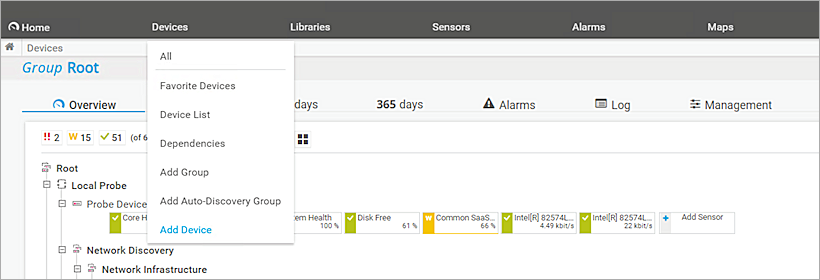 Home Devices Libraries Sensors Alarms Maps
Devices
Group Root
All
Favorite Devices
Device List
Dependencies
Add Group
Add Auto-Discovery Group
Add Device
Overview days 365 days Alarms Log Management
!! 2 W 15 51 (of 6
Root
Local Probe
Probe Device
Core H
em Health 100 %
Disk Free 61 %
W Common SaaS... 66 %
Intel[R] 82574L... 4.49 kbit/s
Intel[R] 82574L... 22 kbit/s
+ Add Sensor
Network Discovery
Network Infrastructure